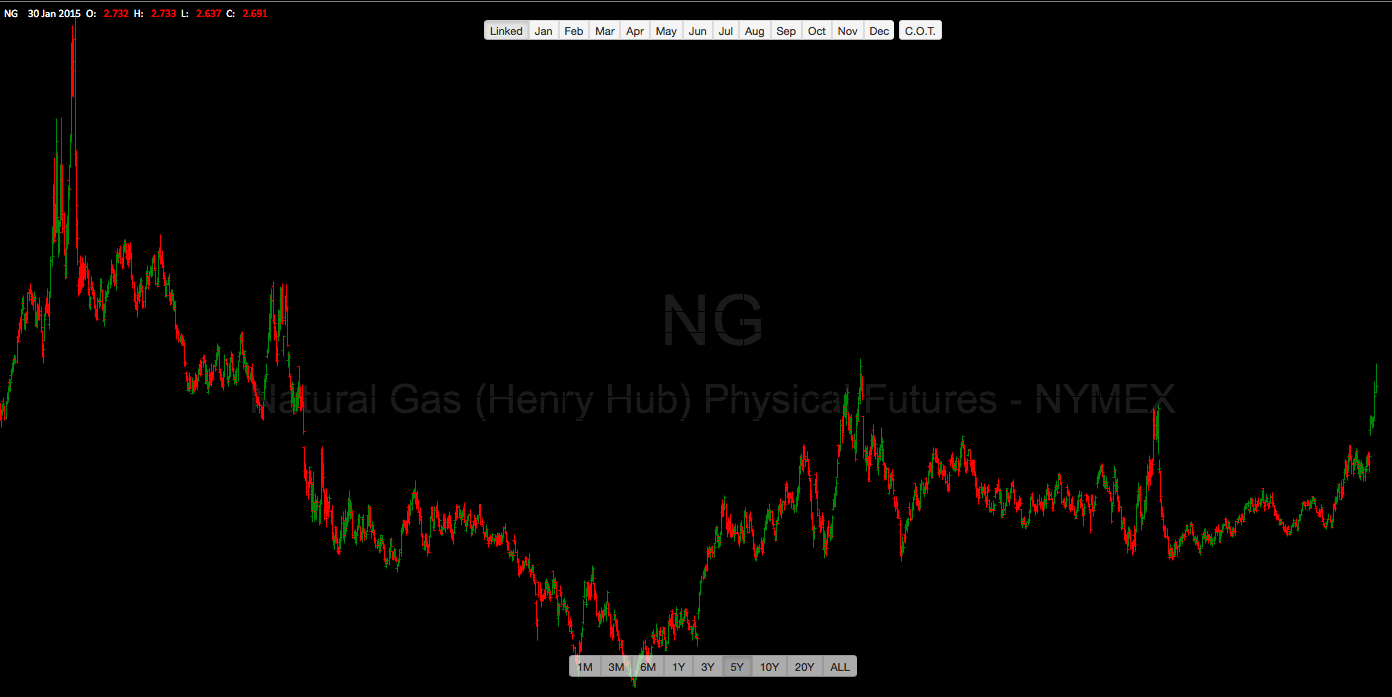 NG 30 Jan 2015 O: 2.732 H: 2.733 L: 2.637 C: 2.691
Linked Jan Feb Mar Apr May Jun Jul Aug Sep Oct Nov Dec C.O.T.
NG
Natural Gas (Henry Hub) Physical Futures - NYMEX
1M 3M 6M 1Y 3Y 5Y 10Y 20Y ALL